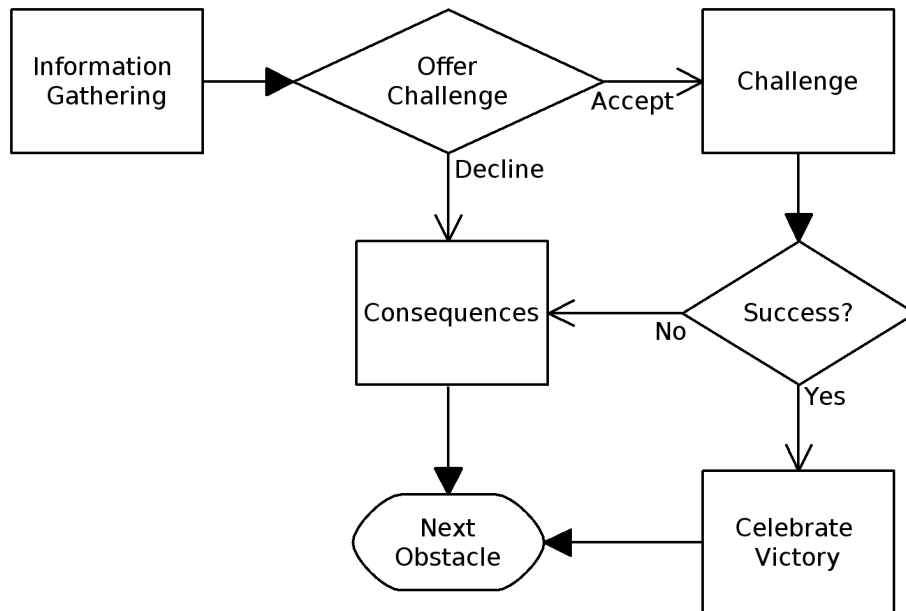 Information
Gathering
Offer
Challenge
Accept
Challenge
Decline
Consequences
No
Success?
Yes
Next
Obstacle
Celebrate
Victory